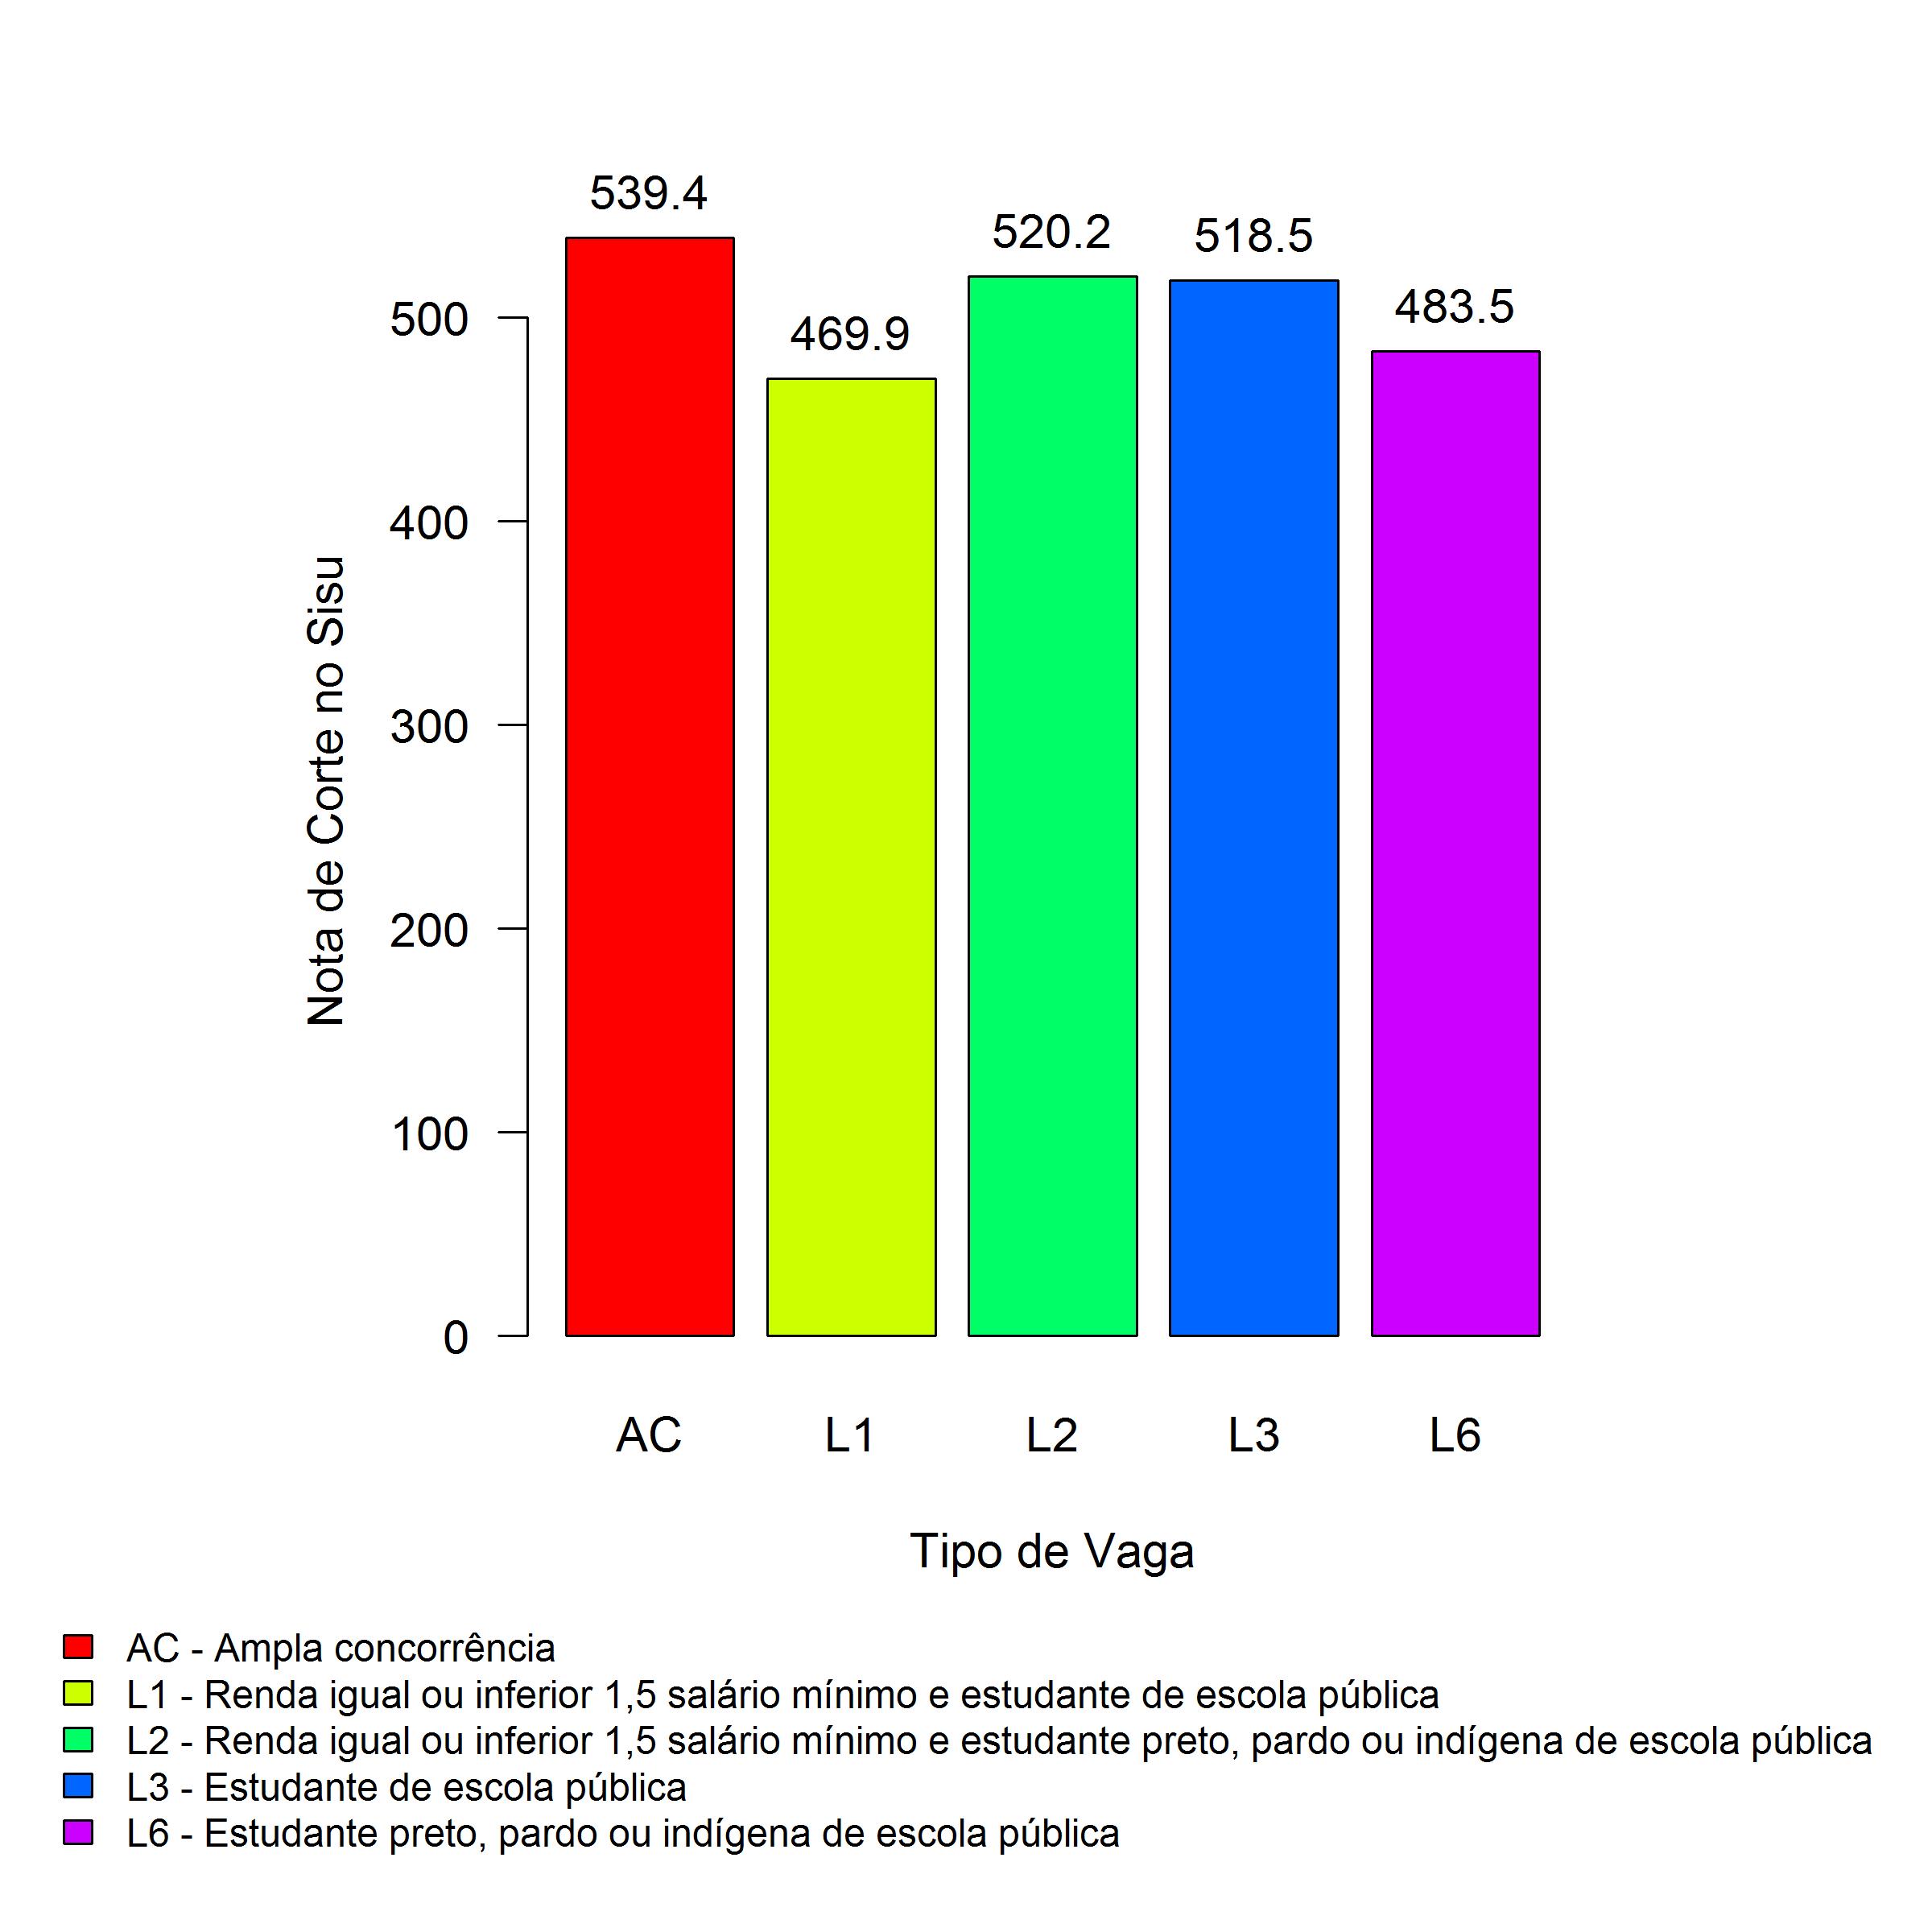 539.4
520.2
518.5
483.5
469.9
500
400
300
200
100
0
Nota de Corte no Sisu
AC L1 L2 L3 L6
Tipo de Vaga
AC - Ampla concorrência
L1 - Renda igual ou inferior 1,5 salário mínimo e estudante de escola pública
L2 - Renda igual ou inferior 1,5 salário mínimo e estudante preto, pardo ou indígena de escola pública
L3 - Estudante de escola pública
L6 - Estudante preto, pardo ou indígena de escola pública